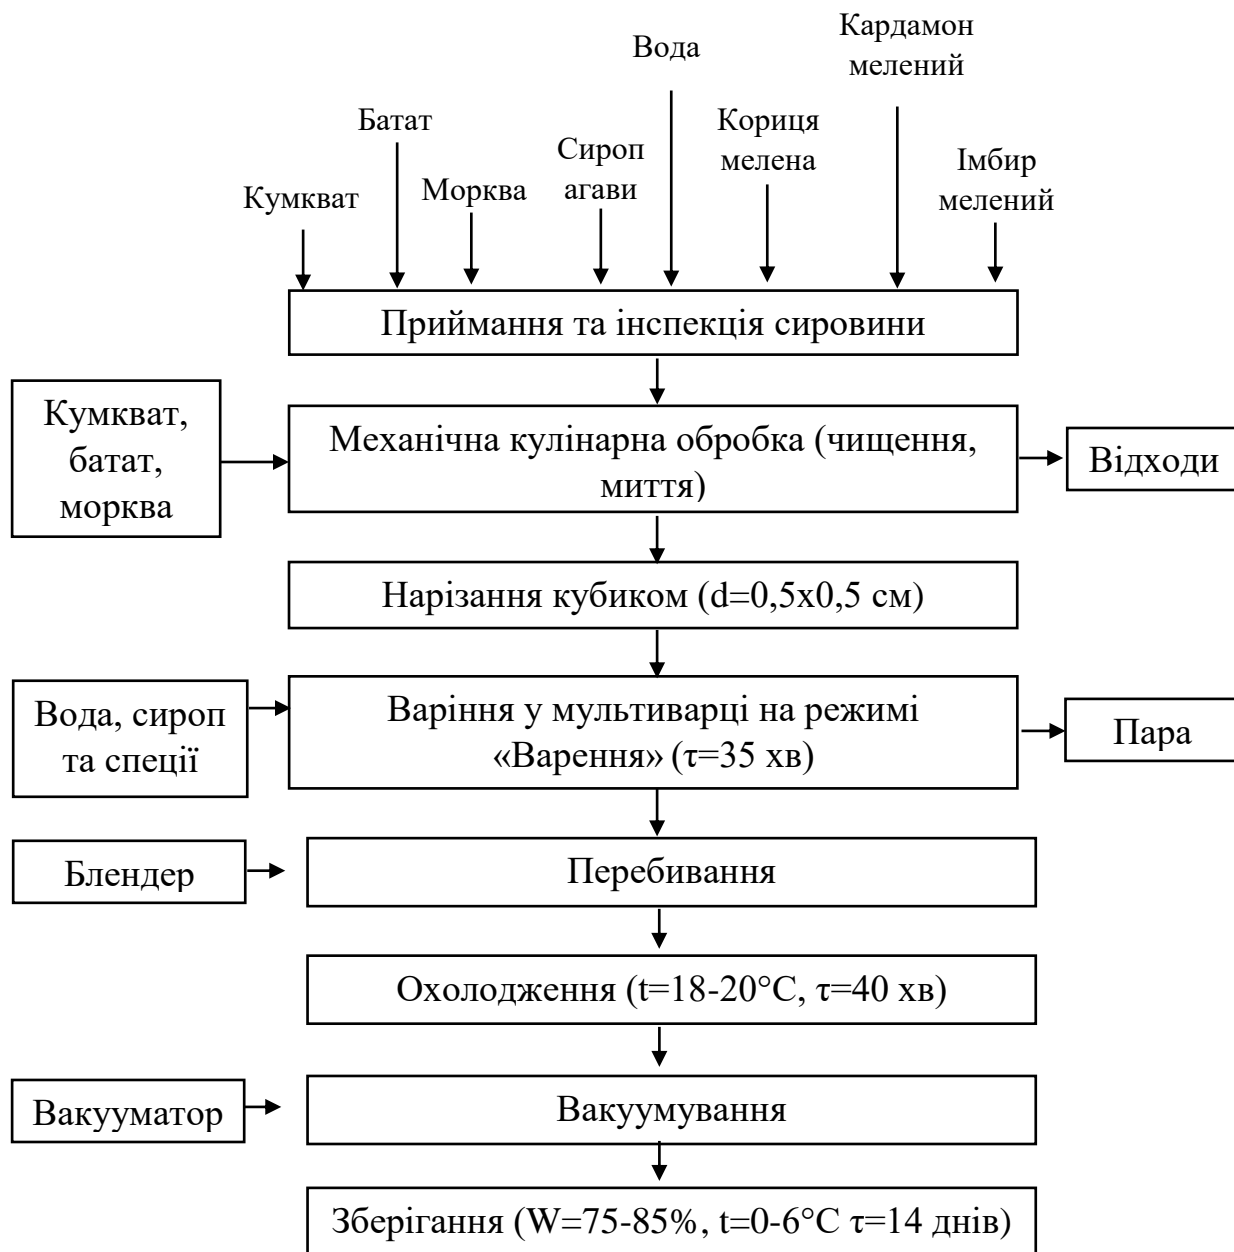 Кардамон
мелений
Вода
Батат
Кориця
мелена
Сироп
агави
Імбир
мелений
Морква
Кумкват
Приймання та інспекція сировини
Кумкват,
батат,
морква
Механічна кулінарна обробка (чищення,
миття)
Відходи
Нарізання кубиком (d=0,5х0,5 см)
Вода, сироп
та спеції
Варіння у мультиварці на режимі
«Варення» (τ=35 хв)
Пара
Блендер
Перебивання
Охолодження (t=18-20°С, τ=40 хв)
Вакууматор
Вакуумування
Зберігання (W=75-85%, t=0-6°С τ=14 днів)